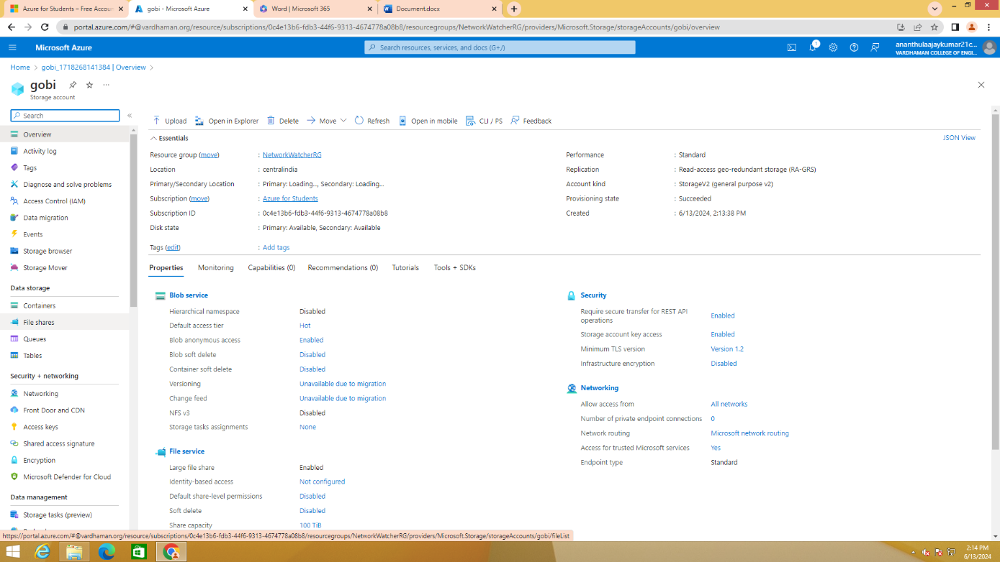 Azure for Students – Free Accoun
gobi - Microsoft Azure
Word | Microsoft 365
Document.docx
portal.azure.com/#@vardhaman.org/resource/subscriptions/0c4e13b6-fdb3-44f6-9313-4674778a08b8/resourcegroups/NetworkWatcherRG/providers/Microsoft.Storage/storageAccounts/gobi/overview
Microsoft Azure
Search resources, services, and docs (G+/)
1
ananthulaajaykumar21c...
VARDHAMAN COLLEGE OF ENGI...
Home > gobi_1718268141384 | Overview >
gobi
Storage account
Search
Upload Open in Explorer Delete Move Refresh Open in mobile CLI / PS Feedback
Overview
Activity log
Tags
Diagnose and solve problems
Access Control (IAM)
Data migration
Events
Storage browser
Storage Mover
Data storage
Containers
File shares
Queues
Tables
Security + networking
Networking
Front Door and CDN
Access keys
Shared access signature
Encryption
Microsoft Defender for Cloud
Data management
Storage tasks (preview)
Essentials
JSON View
Resource group (move) : NetworkWatcherRG
Location : centralindia
Primary/Secondary Location : Primary: Loading..., Secondary: Loading...
Subscription (move) : Azure for Students
Subscription ID : 0c4e13b6-fdb3-44f6-9313-4674778a08b8
Disk state : Primary: Available, Secondary: Available
Tags (edit) : Add tags
Performance : Standard
Replication : Read-access geo-redundant storage (RA-GRS)
Account kind : StorageV2 (general purpose v2)
Provisioning state : Succeeded
Created : 6/13/2024, 2:13:38 PM
Properties Monitoring Capabilities (0) Recommendations (0) Tutorials Tools + SDKs
Blob service
Hierarchical namespace Disabled
Default access tier Hot
Blob anonymous access Enabled
Blob soft delete Disabled
Container soft delete Disabled
Versioning Unavailable due to migration
Change feed Unavailable due to migration
NFS v3 Disabled
Storage tasks assignments None
File service
Large file share Enabled
Identity-based access Not configured
Default share-level permissions Disabled
Soft delete Disabled
Share capacity 100 TiB
Security
Require secure transfer for REST API
operations Enabled
Storage account key access Enabled
Minimum TLS version Version 1.2
Infrastructure encryption Disabled
Networking
Allow access from All networks
Number of private endpoint connections 0
Network routing Microsoft network routing
Access for trusted Microsoft services Yes
Endpoint type Standard
https://portal.azure.com/#@vardhaman.org/resource/subscriptions/0c4e13b6-fdb3-44f6-9313-4674778a08b8/resourcegroups/NetworkWatcherRG/providers/Microsoft.Storage/storageAccounts/gobi/fileList
2:14 PM
6/13/2024